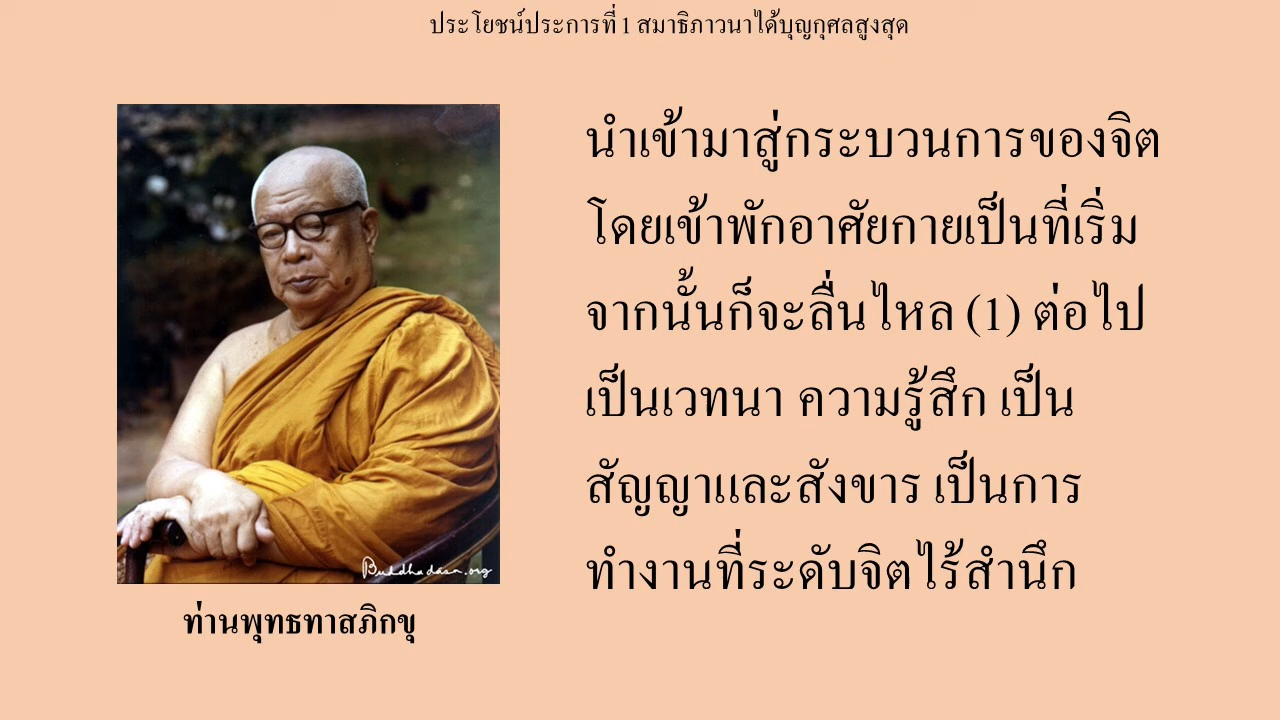 ประโยชน์ประการที่ 1 สมาธิภาวนาได้บุญกุศลสูงสุด
นำเข้ามาสู่กระบวนการของจิต
โดยเข้าพักอาศัยกายเป็นที่เริ่ม
จากนั้นก็จะลื่นไหล (1) ต่อไป
เป็นเวทนา ความรู้สึก เป็น
สัญญาและสังขาร เป็นการ
ทำงานที่ระดับจิตไร้สำนึก
Buddhadasa.org
ท่านพุทธทาสภิกขุ